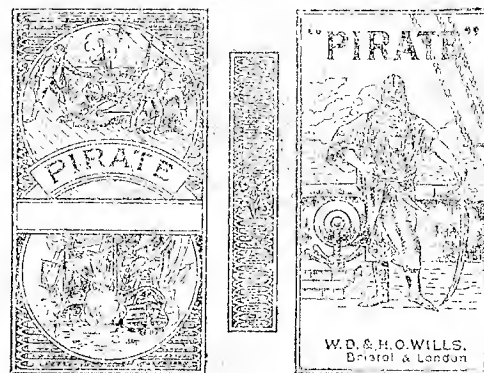 PIRATE
"PIRATE"
W.D. & H.O. WILLS.
Bristol & London